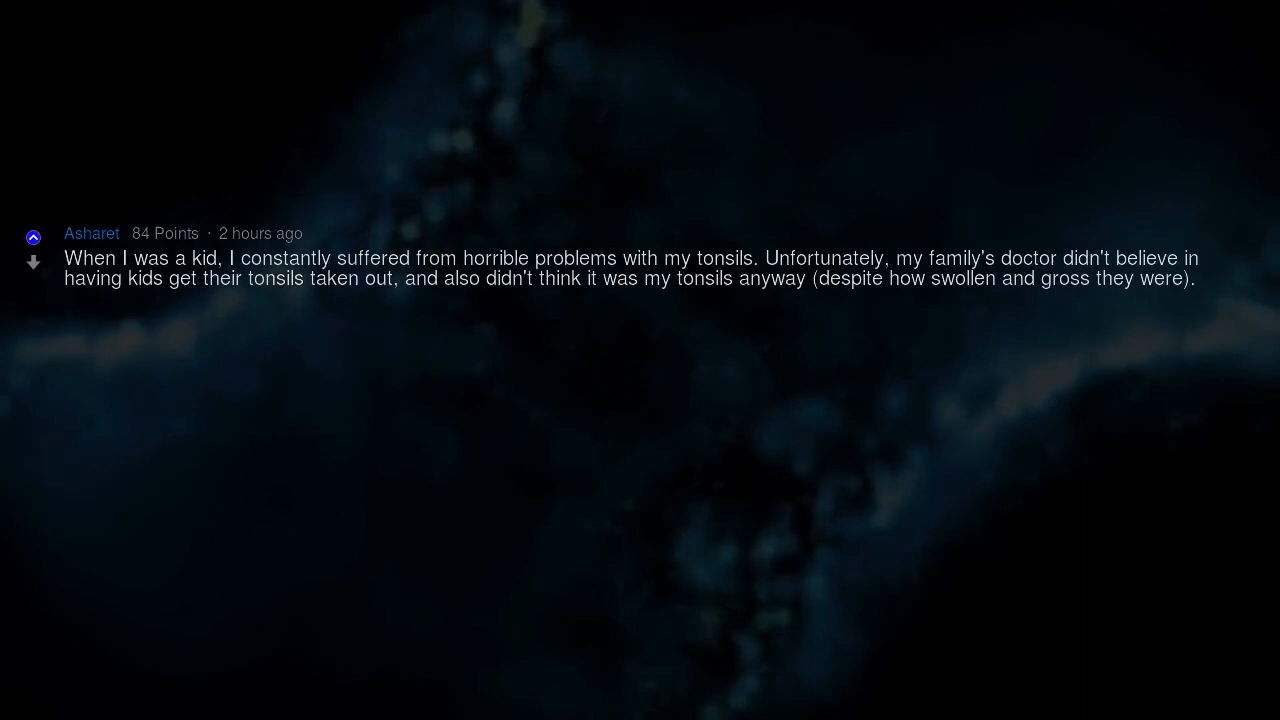 Asharet 84 Points · 2 hours ago
When I was a kid, I constantly suffered from horrible problems with my tonsils. Unfortunately, my family's doctor didn't believe in
having kids get their tonsils taken out, and also didn't think it was my tonsils anyway (despite how swollen and gross they were).